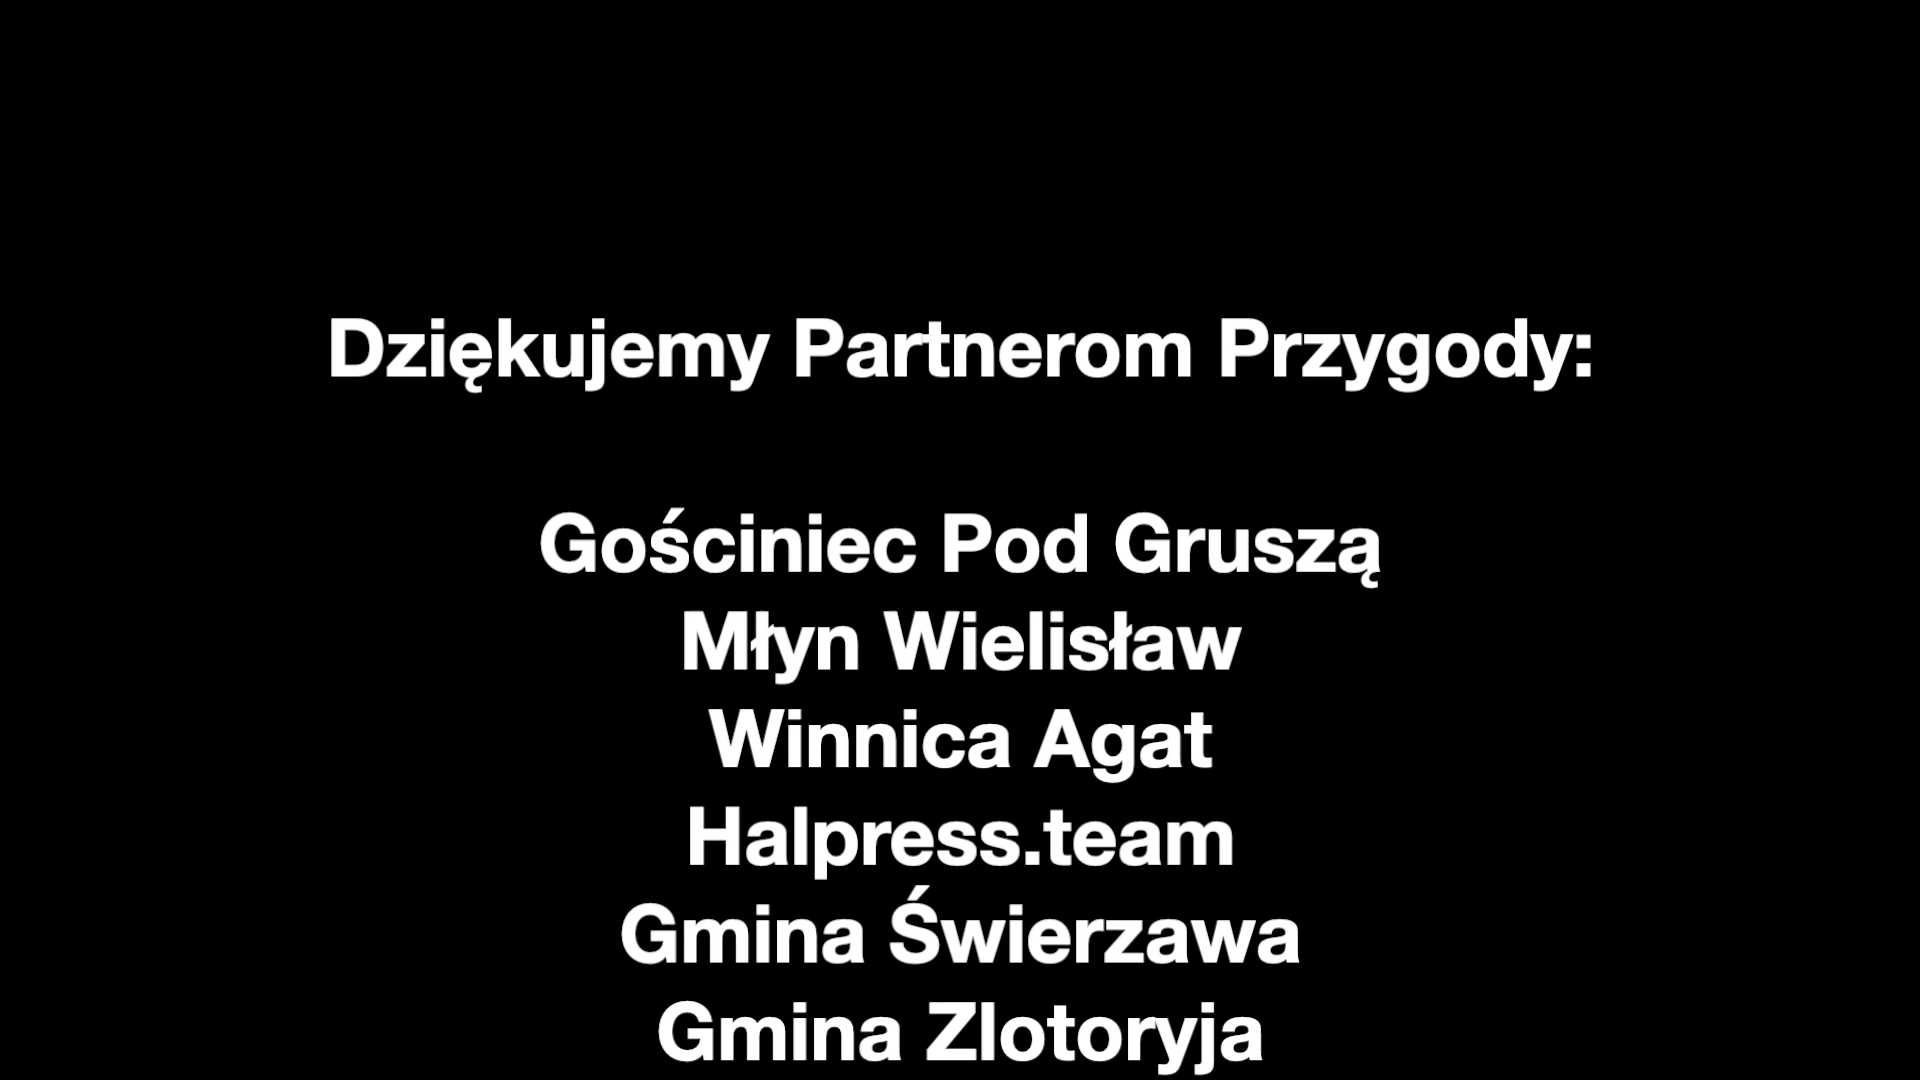 Dziękujemy Partnerom Przygody:
Gościniec Pod Gruszą
Młyn Wielisław
Winnica Agat
Halpress.team
Gmina Świerzawa
Gmina Zlotoryja